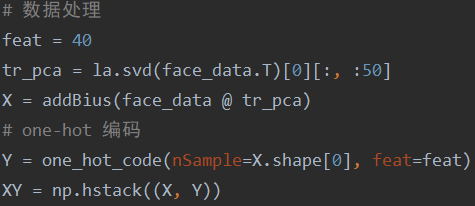 # 数据处理
feat = 40
tr_pca = la.svd(face_data.T)[0][:, :50]
X = addBius(face_data @ tr_pca)
# one-hot 编码
Y = one_hot_code(nSample=X.shape[0], feat=feat)
XY = np.hstack((X, Y))